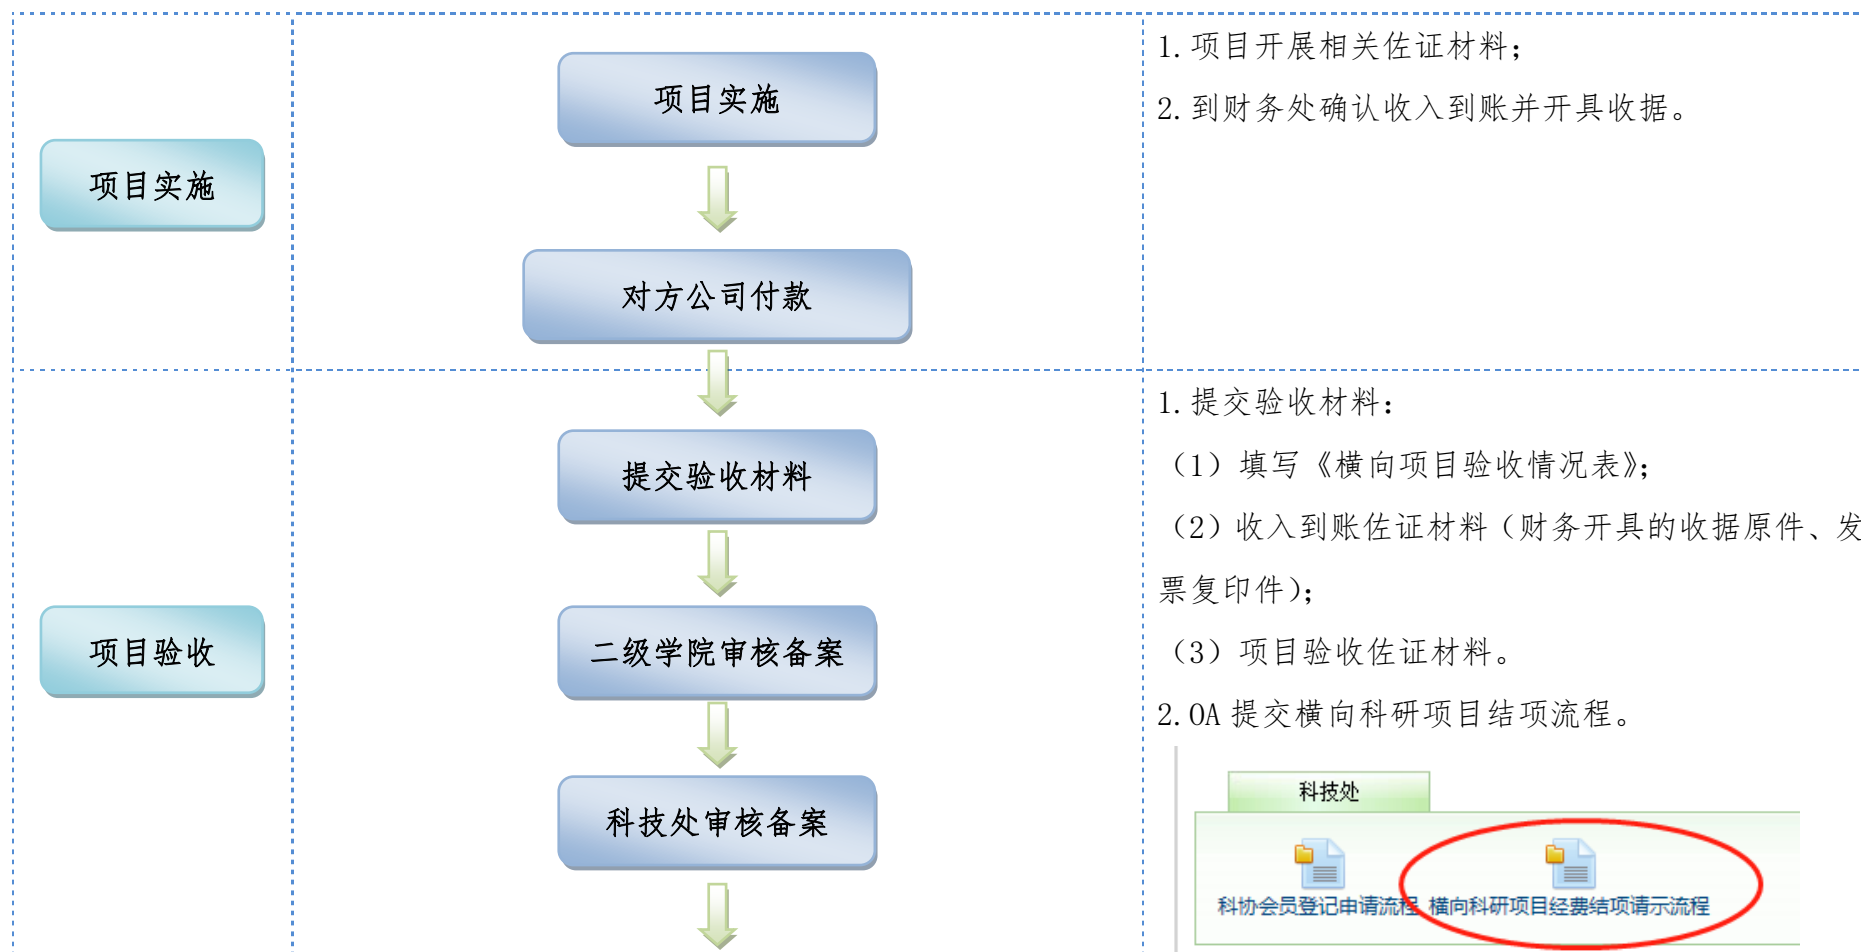 项目实施
项目实施
对方公司付款
1.项目开展相关佐证材料；
2.到财务处确认收入到账并开具收据。
项目验收
提交验收材料
二级学院审核备案
科技处审核备案
1.提交验收材料：
（1）填写《横向项目验收情况表》；
（2）收入到账佐证材料（财务开具的收据原件、发
票复印件）；
（3）项目验收佐证材料。
2.OA 提交横向科研项目结项流程。
科技处
科协会员登记申请流程 横向科研项目经费结项请示流程